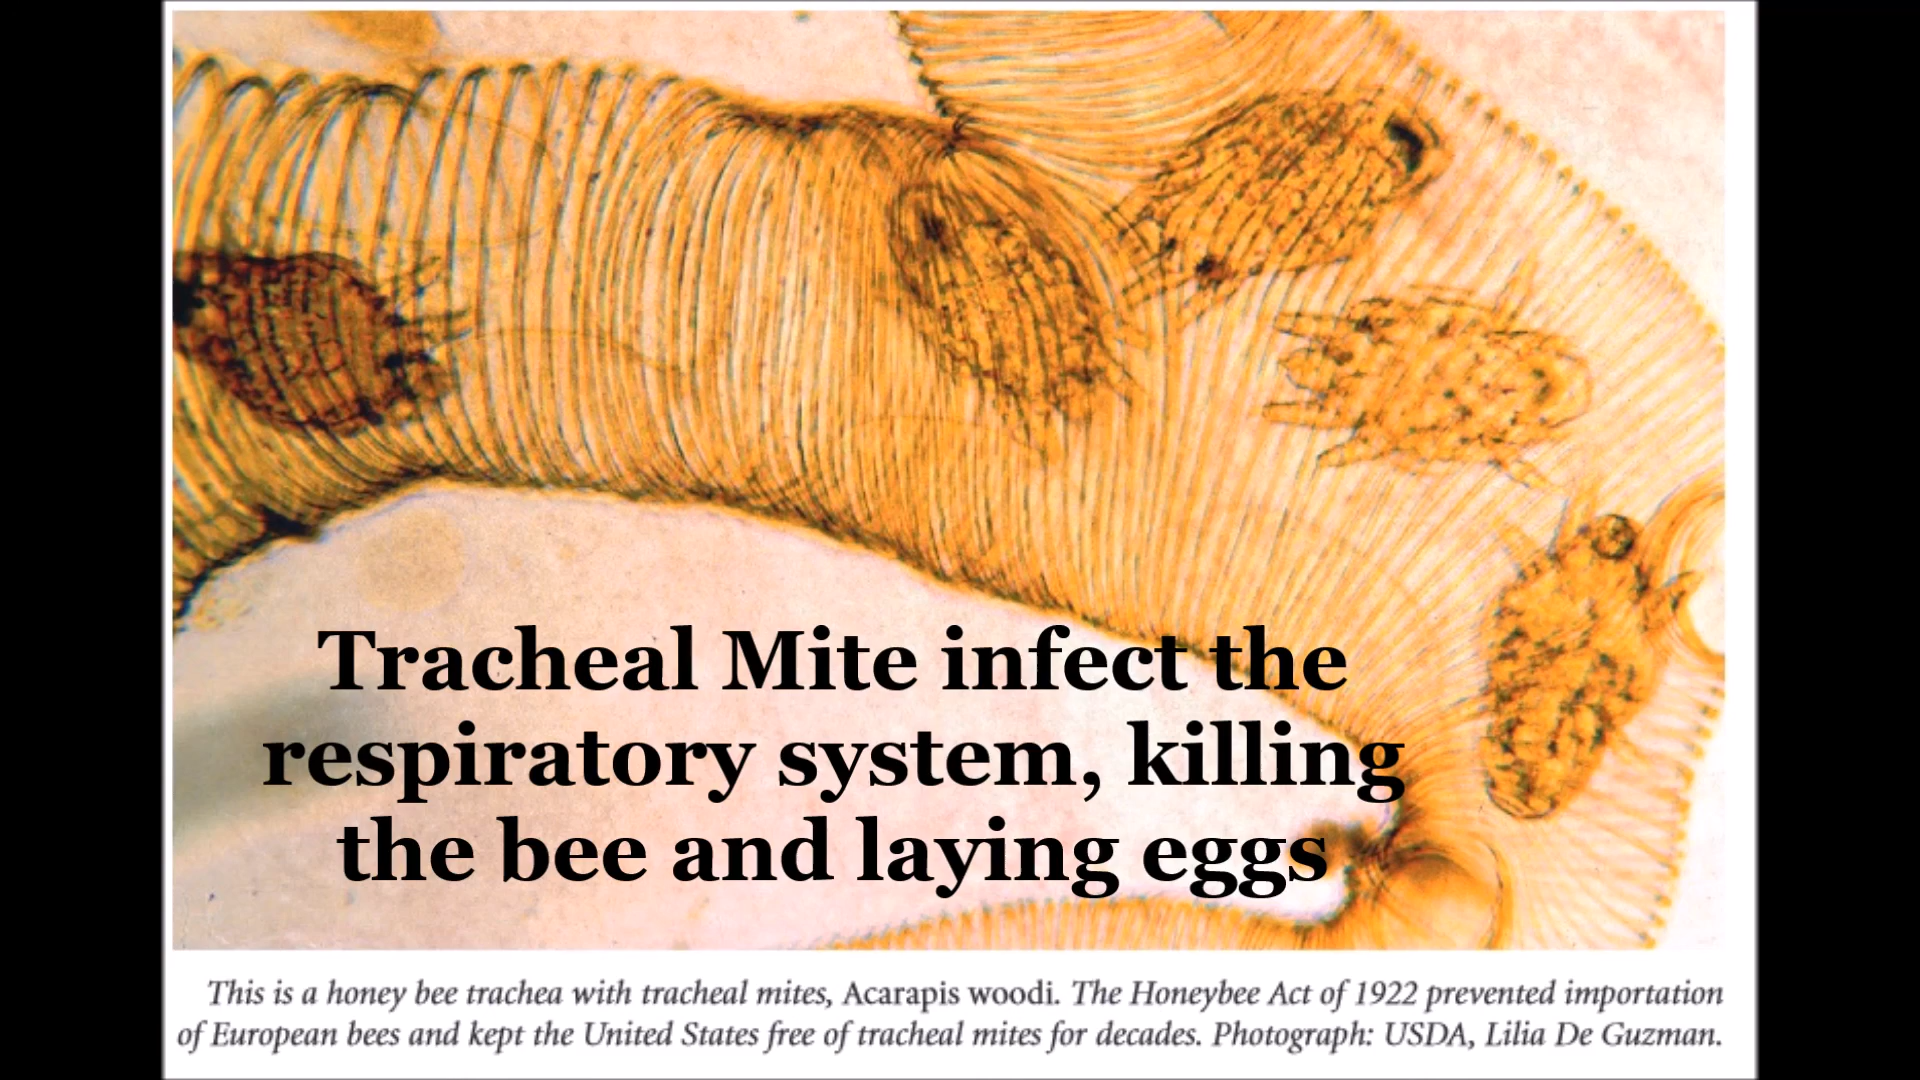 Tracheal Mite infect the
respiratory system, killing
the bee and laying eggs
This is a honey bee trachea with tracheal mites, Acarapis woodi. The Honeybee Act of 1922 prevented importation
of European bees and kept the United States free of tracheal mites for decades. Photograph: USDA, Lilia De Guzman.